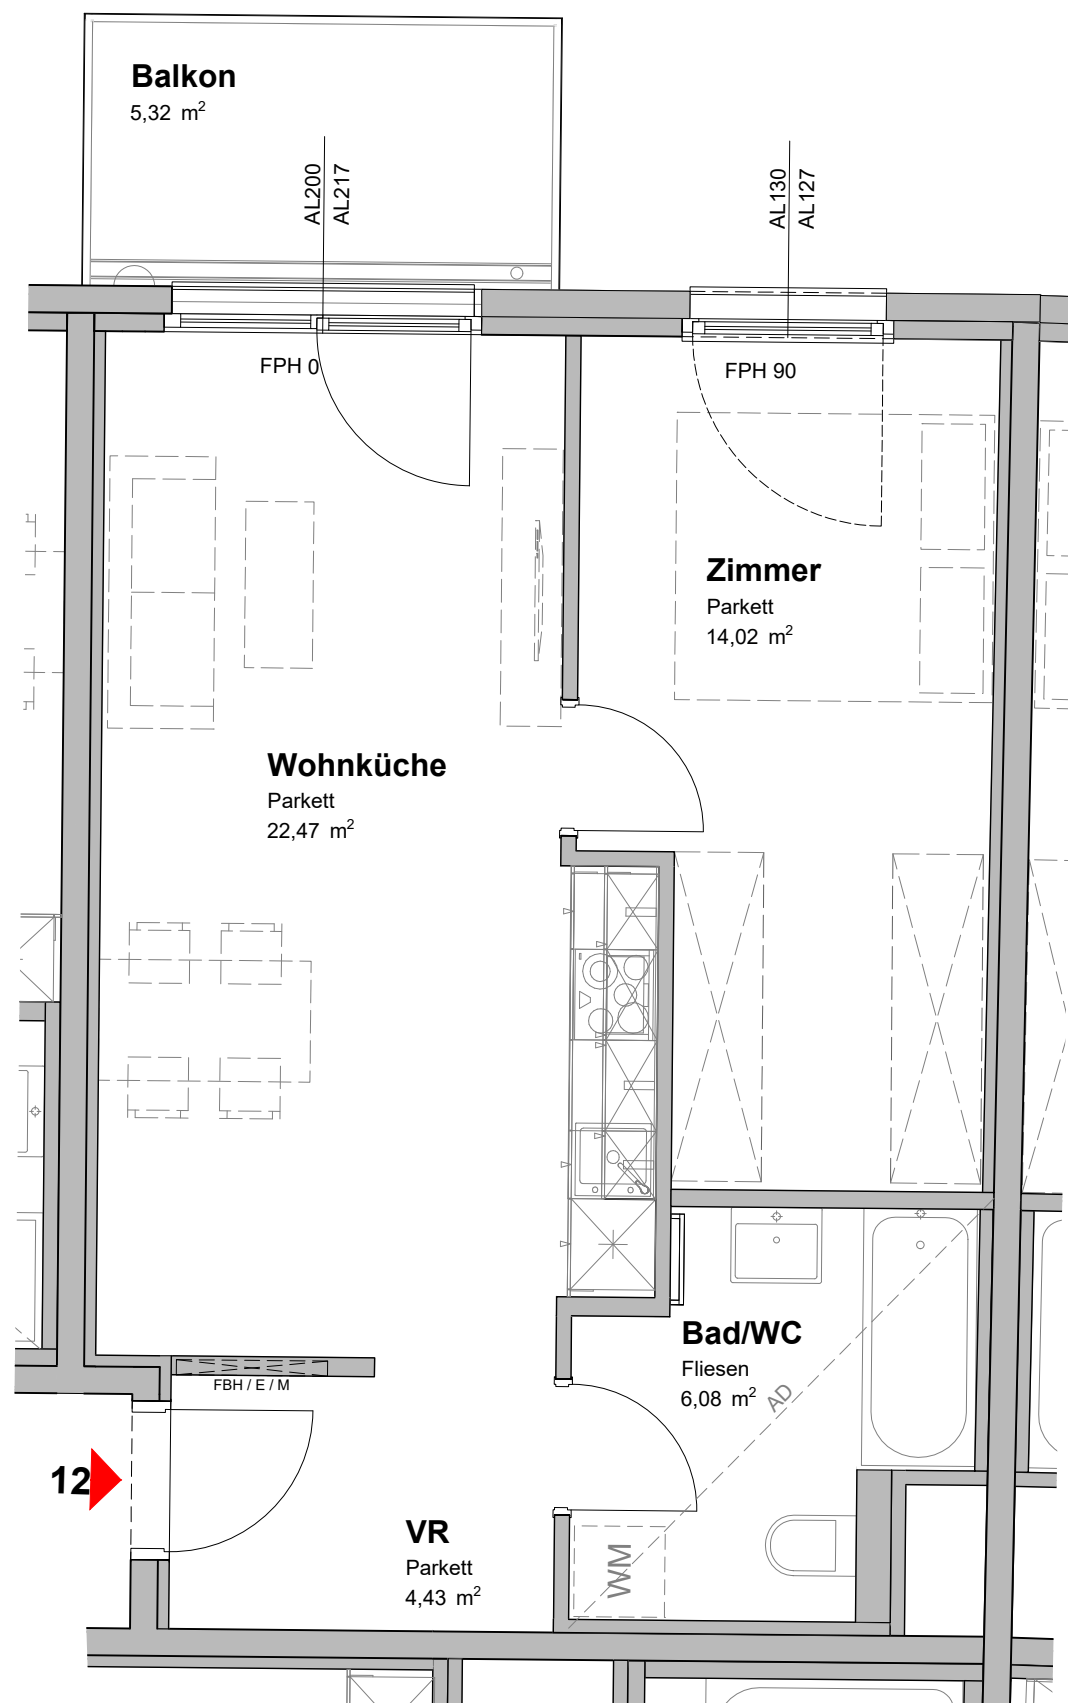 Balkon
5,32 m²
AL200
AL217
AL130
AL127
FPH 0
FPH 90
Zimmer
Parkett
14,02 m²
Wohnküche
Parkett
22,47 m²
Bad/WC
Fliesen
6,08 m²
AD
FBH / E / M
12
VR
Parkett
4,43 m²
WM